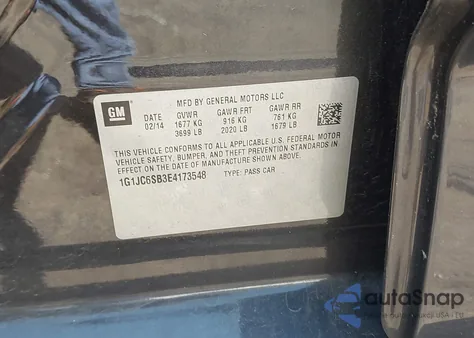 GM
MFD BY GENERAL MOTORS LLC
DATE GVWR GAWR FRT GAWR RR
02/14 1677 KG 916 KG 761 KG
3699 LB 2020 LB 1679 LB
THIS VEHICLE CONFORMS TO ALL APPLICABLE U.S. FEDERAL MOTOR
VEHICLE SAFETY, BUMPER, AND THEFT PREVENTION STANDARDS IN
EFFECT ON THE DATE OF MANUFACTURE SHOWN ABOVE.
1G1JC6SB3E4173548 TYPE: PASS CAR
autoSnap